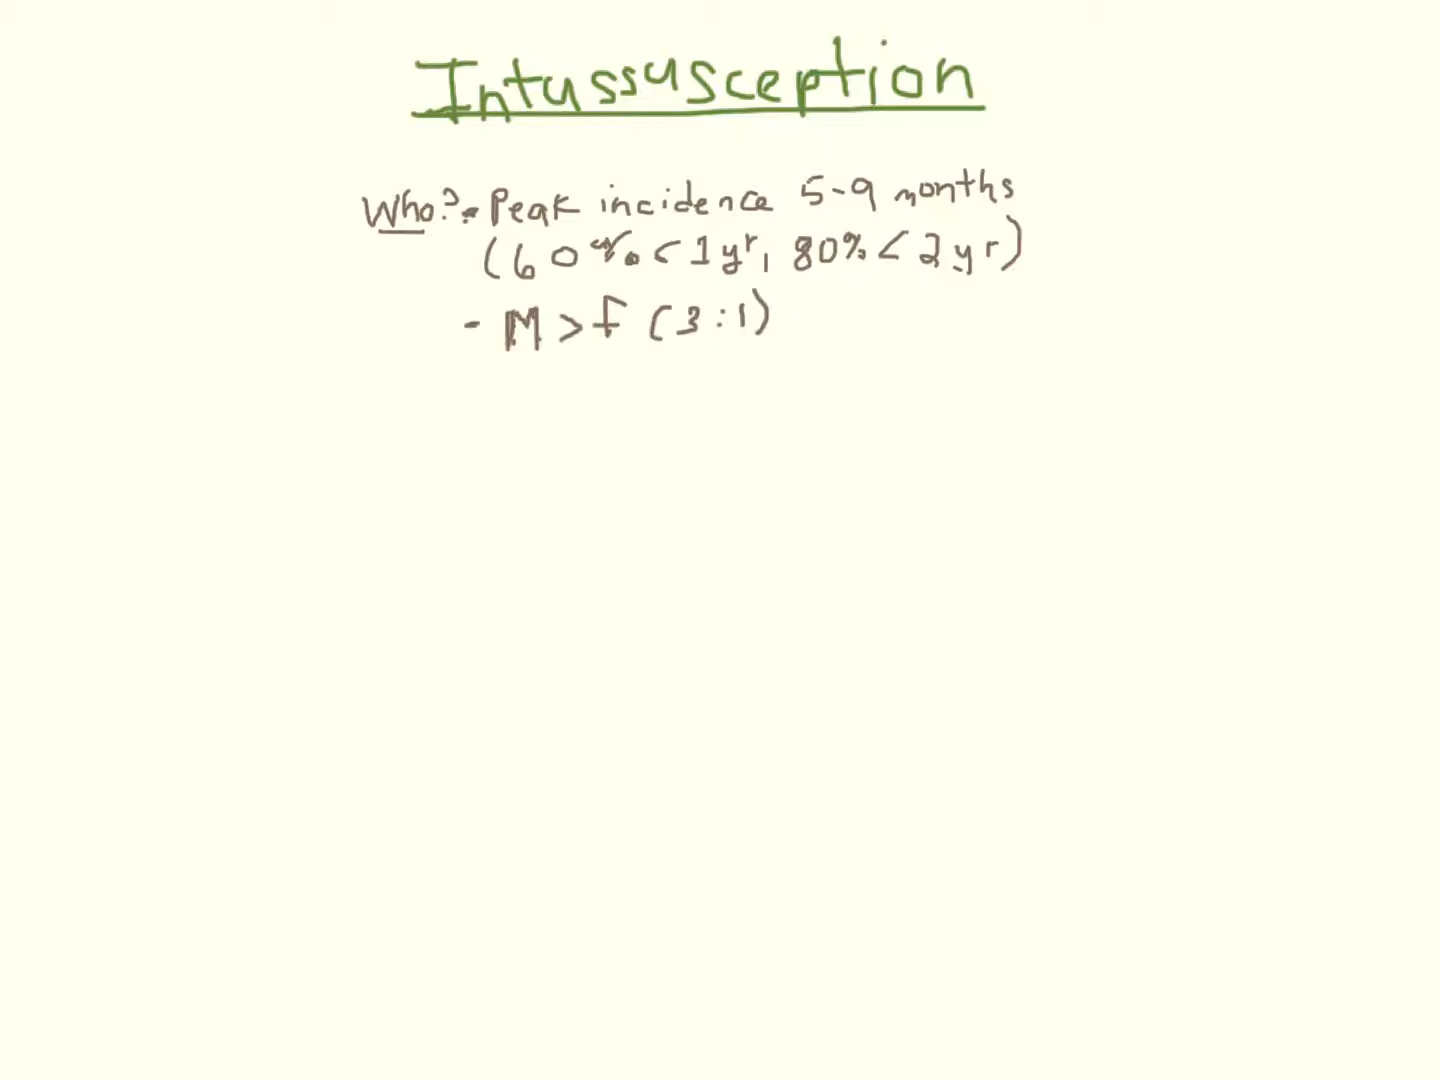 Intussusception
Who? - Peak incidence 5-9 months
(60% < 1yr, 80% < 2yr)
- M > F (3:1)